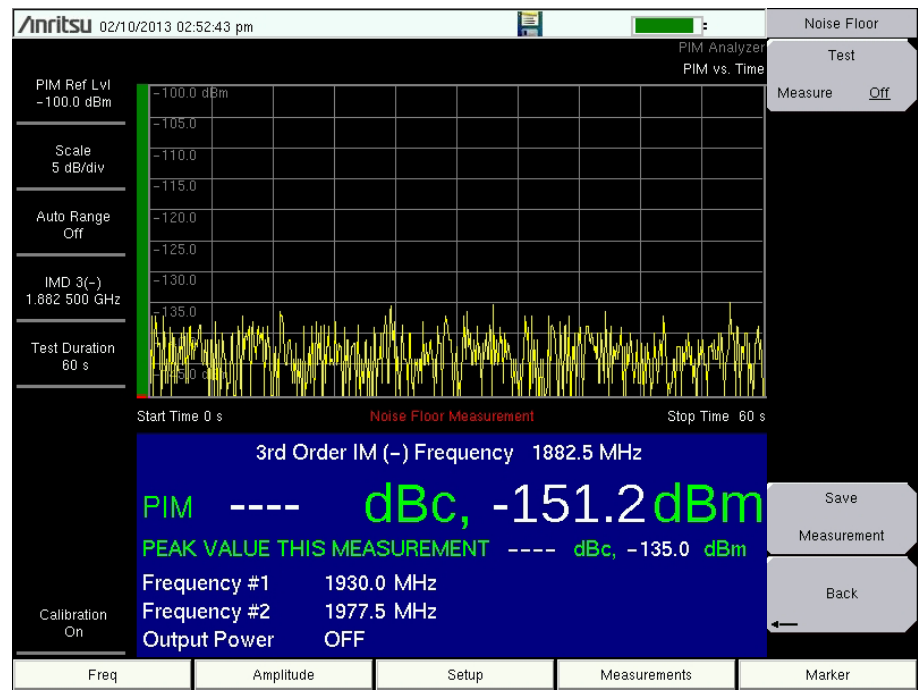 Anritsu 02/10/2013 02:52:43 pm
Noise Floor
PIM Analyzer
PIM vs. Time
Test
Measure Off
PIM Ref Lvl
-100.0 dBm
Scale
5 dB/div
Auto Range
Off
IMD 3(-)
1.882 500 GHz
Test Duration
60 s
-100.0 dBm
-105.0
-110.0
-115.0
-120.0
-125.0
-130.0
-135.0
Start Time 0 s
Noise Floor Measurement
Stop Time 60 s
3rd Order IM (-) Frequency 1882.5 MHz
PIM ---- dBc, -151.2 dBm
PEAK VALUE THIS MEASUREMENT ---- dBc, -135.0 dBm
Frequency #1 1930.0 MHz
Frequency #2 1977.5 MHz
Output Power OFF
Calibration
On
Save
Measurement
Back
Freq
Amplitude
Setup
Measurements
Marker